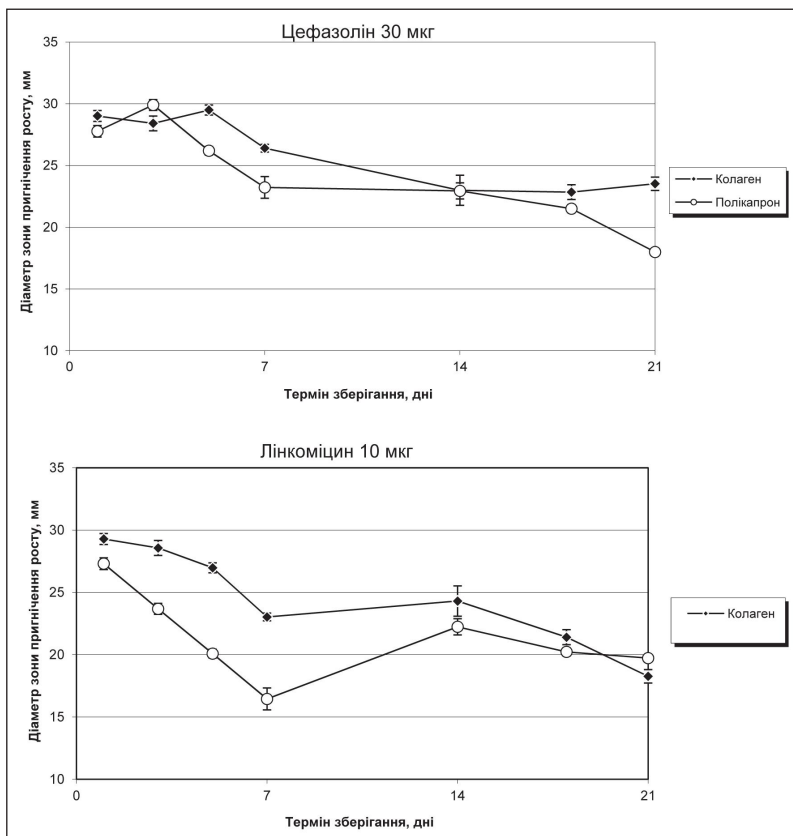 Цефазолін 30 мкг
Діаметр зони пригнічення росту, мм
35
30
25
20
15
10
0 7 14 21
Термін зберігання, дні
Колаген
Полікапрон
Лінкоміцин 10 мкг
Діаметр зони пригнічення росту, мм
35
30
25
20
15
10
0 7 14 21
Термін зберігання, дні
Колаген